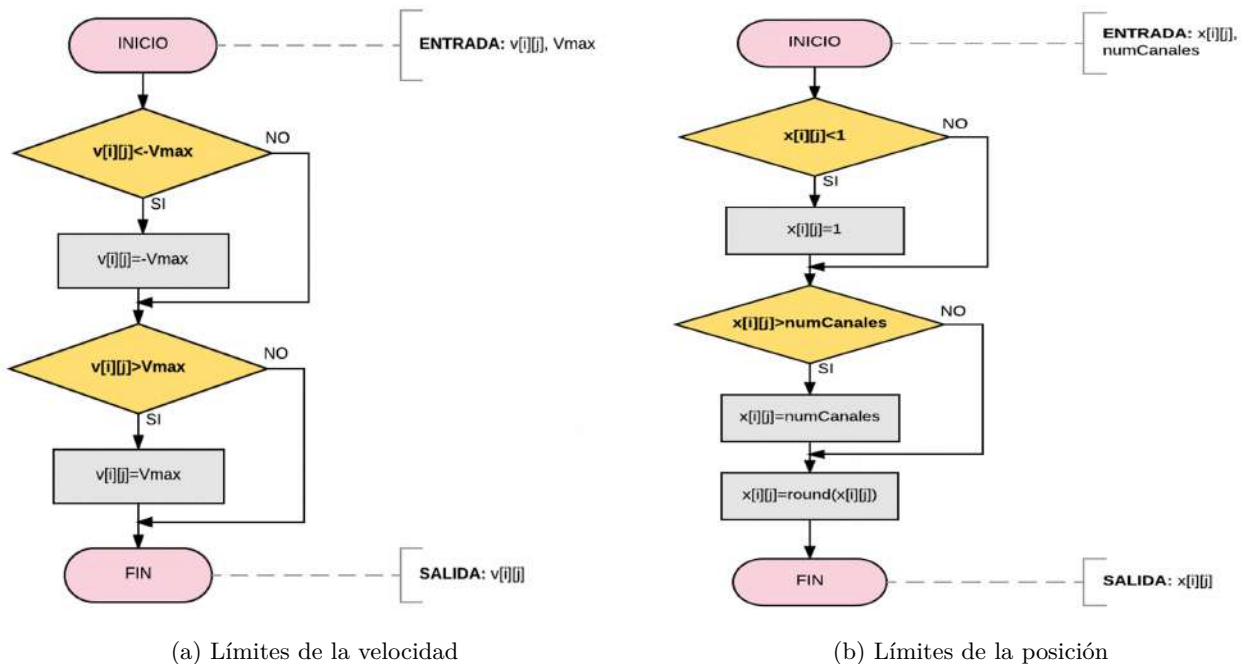 INICIO
ENTRADA: v[i][j], Vmax
v[i][j]<-Vmax
NO
SI
v[i][j]=-Vmax
v[i][j]>Vmax
NO
SI
v[i][j]=Vmax
FIN
SALIDA: v[i][j]
(a) Límites de la velocidad
INICIO
ENTRADA: x[i][j],
numCanales
x[i][j]<1
NO
SI
x[i][j]=1
x[i][j]>numCanales
NO
SI
x[i][j]=numCanales
x[i][j]=round(x[i][j])
FIN
SALIDA: x[i][j]
(b) Límites de la posición